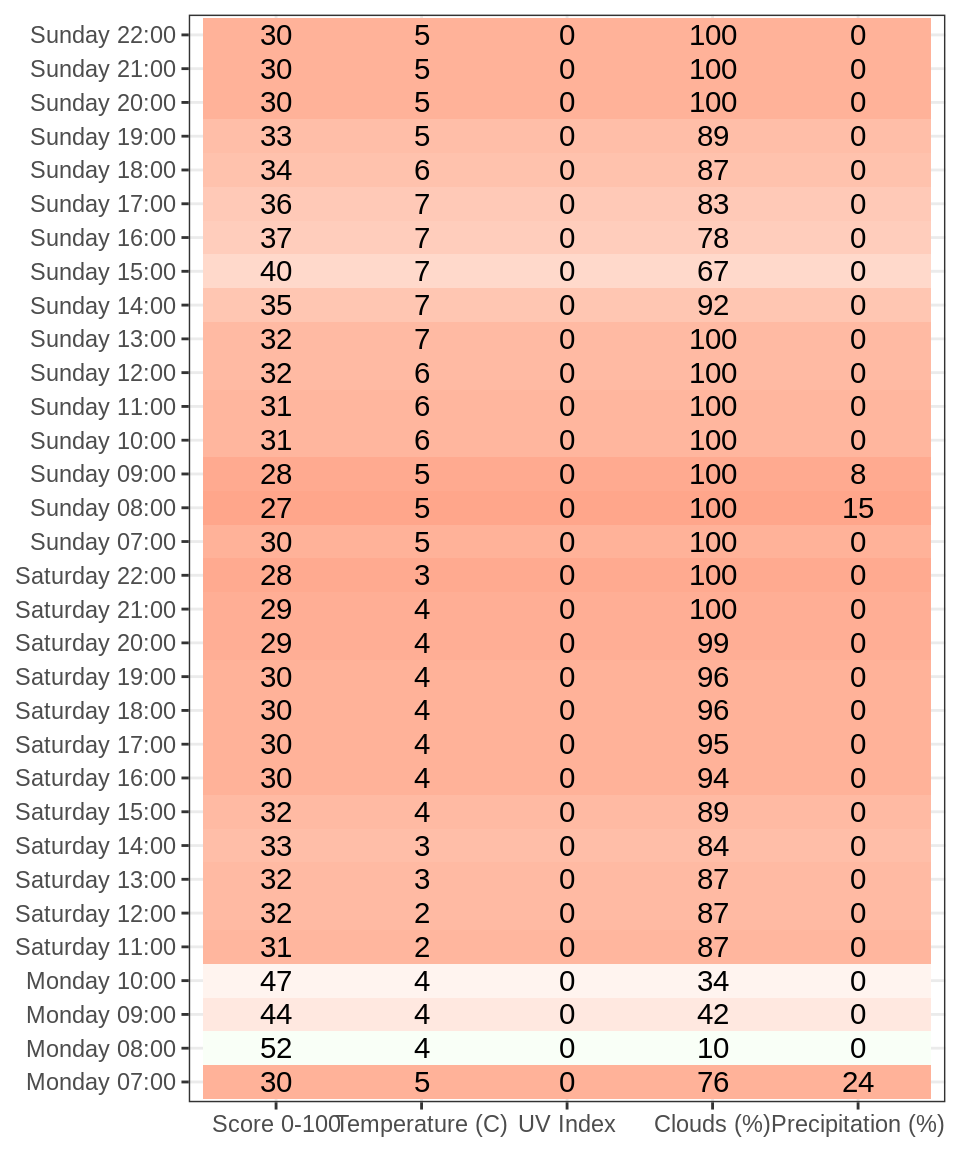 Sunday 22:00 30 5 0 100 0
Sunday 21:00 30 5 0 100 0
Sunday 20:00 30 5 0 100 0
Sunday 19:00 33 5 0 89 0
Sunday 18:00 34 6 0 87 0
Sunday 17:00 36 7 0 83 0
Sunday 16:00 37 7 0 78 0
Sunday 15:00 40 7 0 67 0
Sunday 14:00 35 7 0 92 0
Sunday 13:00 32 7 0 100 0
Sunday 12:00 32 6 0 100 0
Sunday 11:00 31 6 0 100 0
Sunday 10:00 31 6 0 100 0
Sunday 09:00 28 5 0 100 8
Sunday 08:00 27 5 0 100 15
Sunday 07:00 30 5 0 100 0
Saturday 22:00 28 3 0 100 0
Saturday 21:00 29 4 0 100 0
Saturday 20:00 29 4 0 99 0
Saturday 19:00 30 4 0 96 0
Saturday 18:00 30 4 0 96 0
Saturday 17:00 30 4 0 95 0
Saturday 16:00 30 4 0 94 0
Saturday 15:00 32 4 0 89 0
Saturday 14:00 33 3 0 84 0
Saturday 13:00 32 3 0 87 0
Saturday 12:00 32 2 0 87 0
Saturday 11:00 31 2 0 87 0
Monday 10:00 47 4 0 34 0
Monday 09:00 44 4 0 42 0
Monday 08:00 52 4 0 10 0
Monday 07:00 30 5 0 76 24
Score 0-100 Temperature (C) UV Index Clouds (%) Precipitation (%)